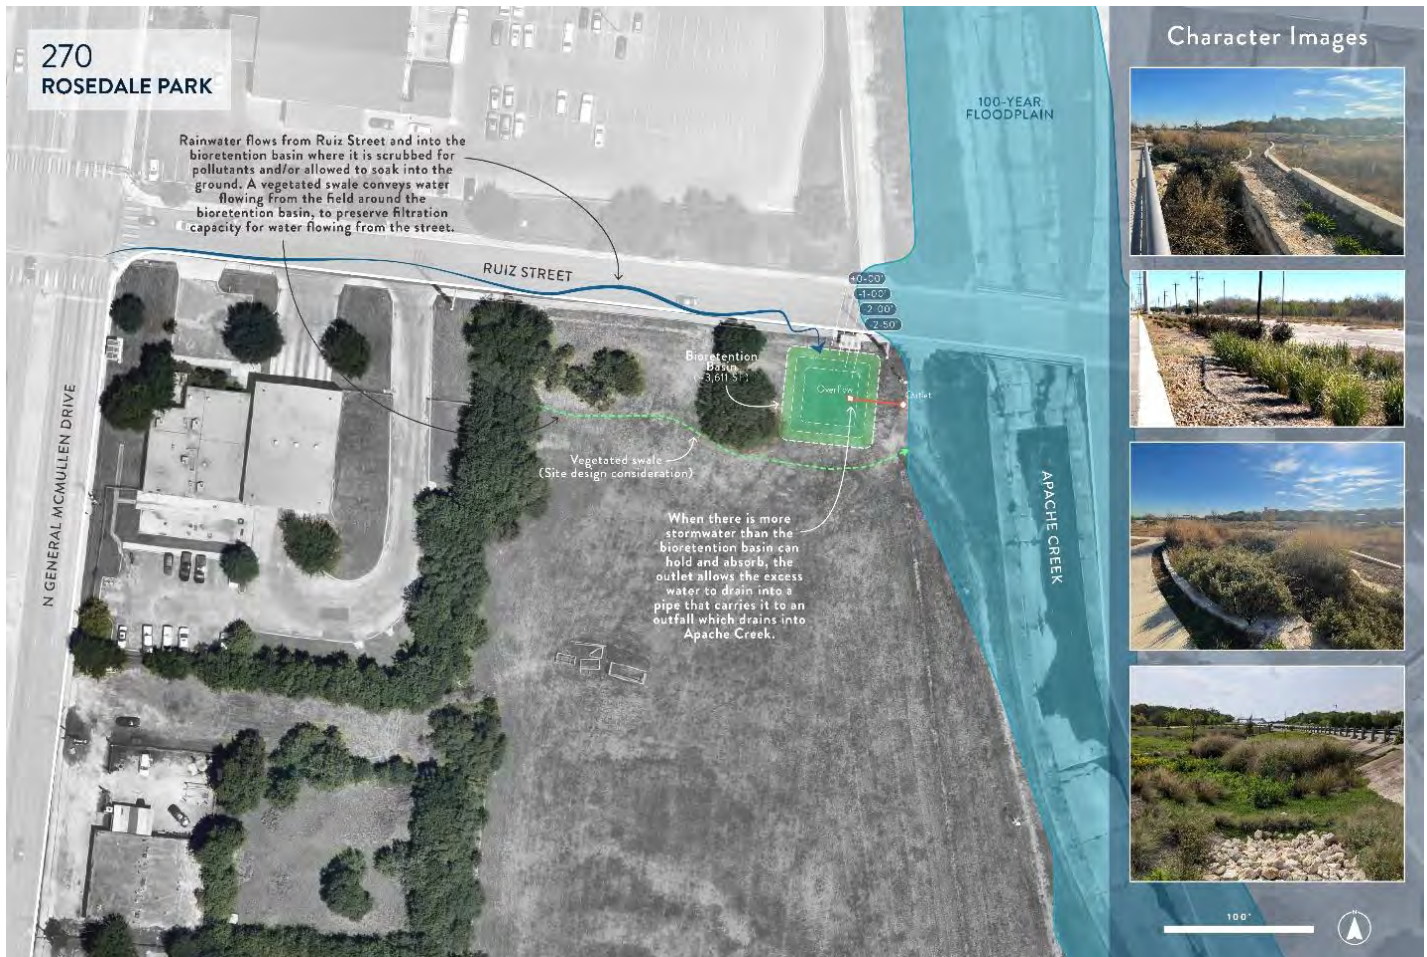 270
ROSEDALE PARK
Rainwater flows from Ruiz Street and into the
bioretention basin where it is scrubbed for
pollutants and/or allowed to soak into the
ground. A vegetated swale conveys water
flowing from the field around the
bioretention basin, to preserve filtration
capacity for water flowing from the street.
RUIZ STREET
N GENERAL MCMULLEN DRIVE
100-YEAR
FLOODPLAIN
+0-00"
-1-00"
-2-00"
-2-50"
Bioretention
Basin
3,611 SF)
Overflow
Outlet
Vegetated swale
(Site design consideration)
When there is more
stormwater than the
bioretention basin can
hold and absorb, the
outlet allows the excess
water to drain into a
pipe that carries it to an
outfall which drains into
Apache Creek.
APACHE CREEK
Character Images
100'
N